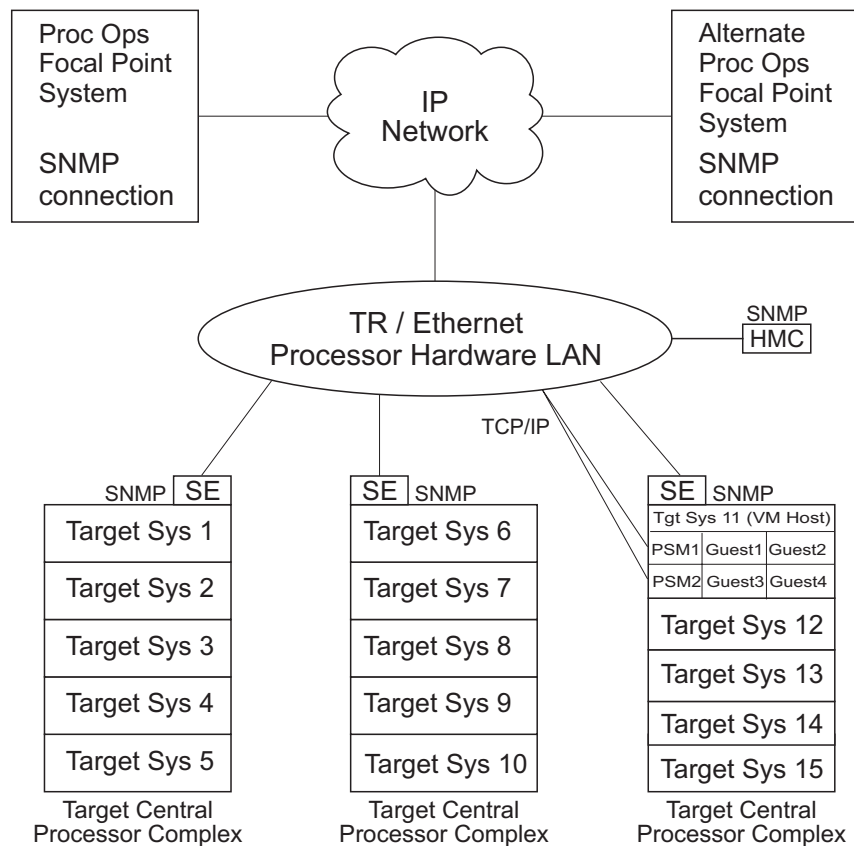 Proc Ops
Focal Point
System
SNMP
connection
IP
Network
Alternate
Proc Ops
Focal Point
System
SNMP
connection
TR / Ethernet
Processor Hardware LAN
SNMP
HMC
TCP/IP
SNMP SE
Target Sys 1
Target Sys 2
Target Sys 3
Target Sys 4
Target Sys 5
Target Central
Processor Complex
SE SNMP
Target Sys 6
Target Sys 7
Target Sys 8
Target Sys 9
Target Sys 10
Target Central
Processor Complex
SE SNMP
Tgt Sys 11 (VM Host)
PSM1 Guest1 Guest2
PSM2 Guest3 Guest4
Target Sys 12
Target Sys 13
Target Sys 14
Target Sys 15
Target Central
Processor Complex